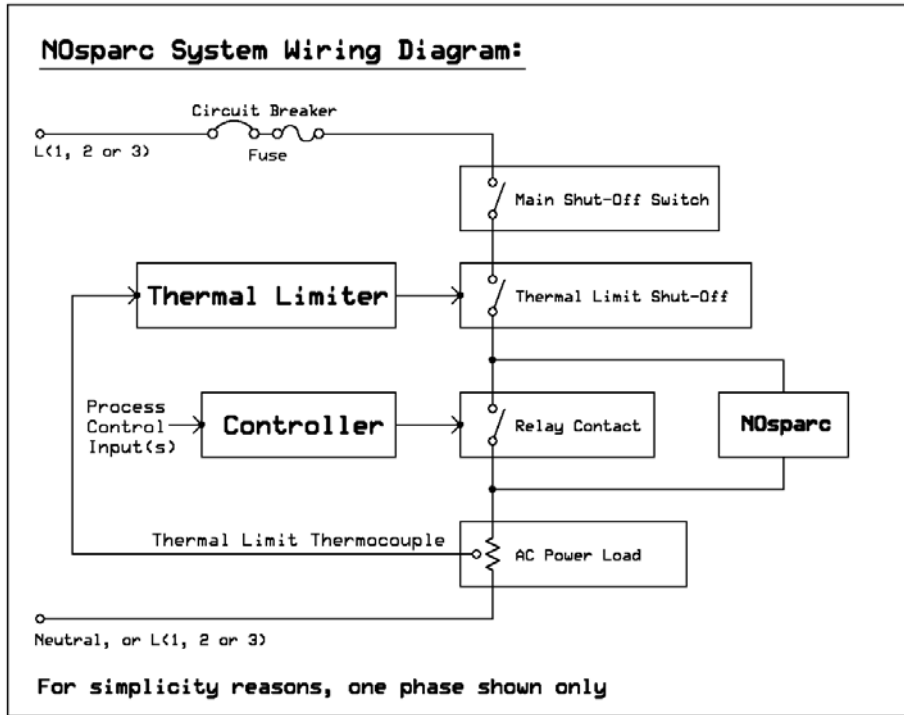 NOsparc System Wiring Diagram:
Circuit Breaker
L(1, 2 or 3)
Fuse
Main Shut-Off Switch
Thermal Limiter
Thermal Limit Shut-Off
Process
Control
Input(s)
Controller
Relay Contact
NOsparc
Thermal Limit Thermocouple
AC Power Load
Neutral, or L(1, 2 or 3)
For simplicity reasons, one phase shown only